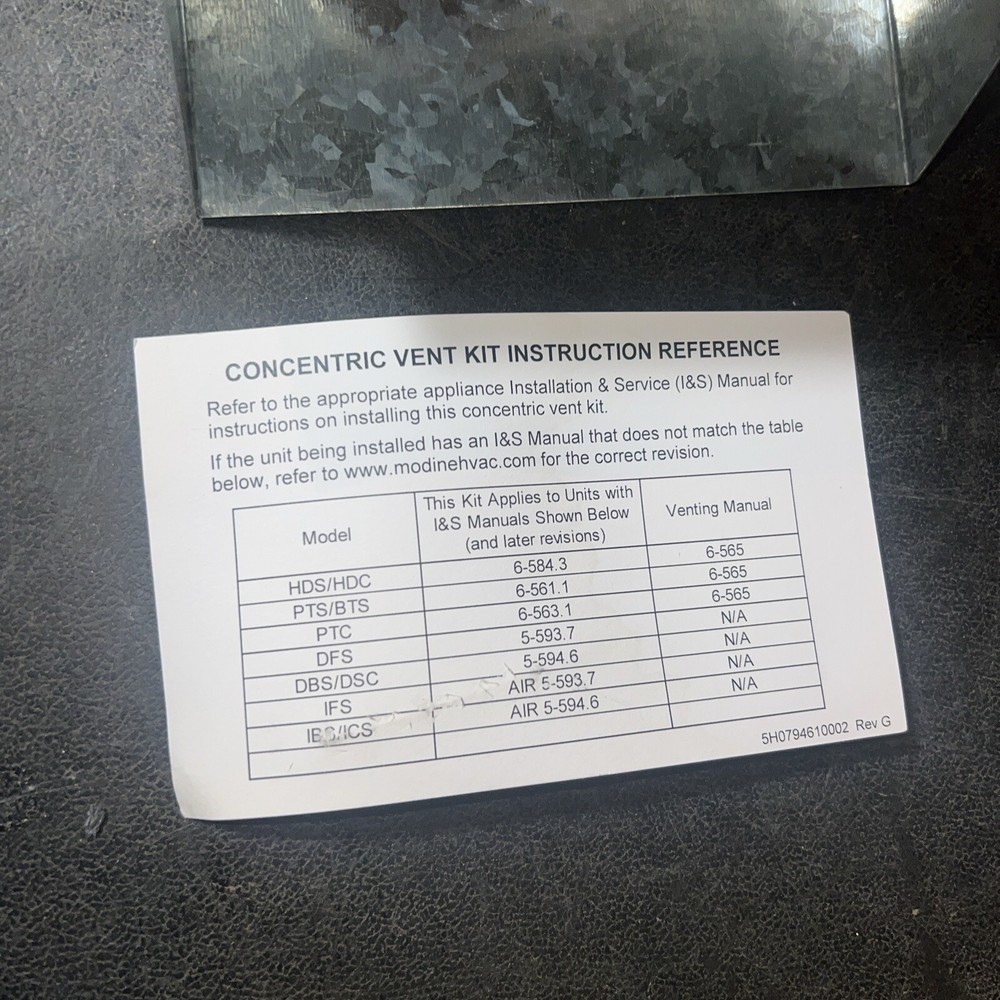 CONCENTRIC VENT KIT INSTRUCTION REFERENCE
Refer to the appropriate appliance Installation & Service (I&S) Manual for
instructions on installing this concentric vent kit.
If the unit being installed has an I&S Manual that does not match the table
below, refer to www.modinehvac.com for the correct revision.
Model This Kit Applies to Units with I&S Manuals Shown Below (and later revisions) Venting Manual
HDS/HDC 6-584.3 6-565
PTS/BTS 6-561.1 6-565
PTC 6-563.1 6-565
DFS 5-593.7 N/A
DBS/DSC 5-594.6 N/A
IFS AIR 5-593.7 N/A
IBS/ICS AIR 5-594.6 N/A
5H0794610002 Rev G